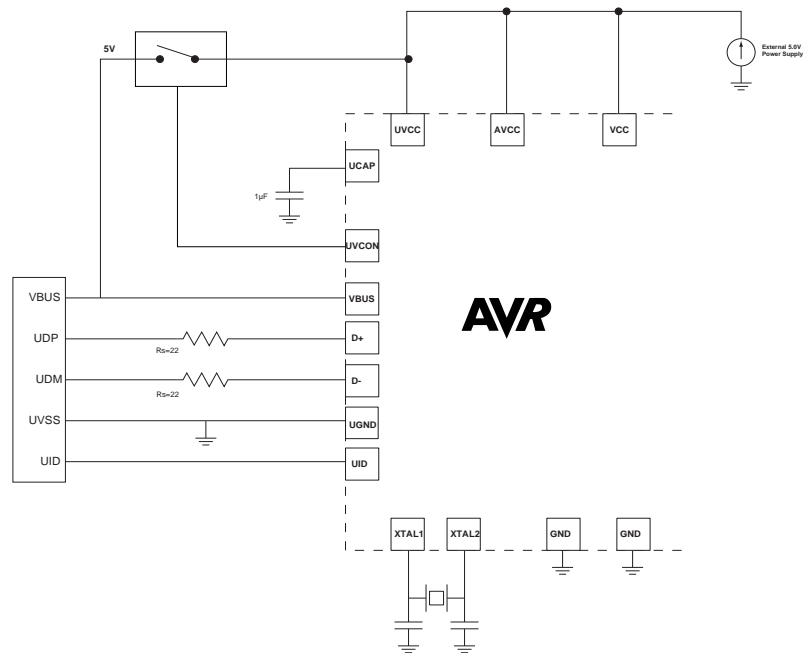 5V
External 5.0V
Power Supply
UVCC
AVCC
VCC
UCAP
1µF
UVCON
VBUS
VBUS
UDP
Rs=22
D+
UDM
Rs=22
D-
UVSS
UGND
UID
UID
AVR
XTAL1
XTAL2
GND
GND